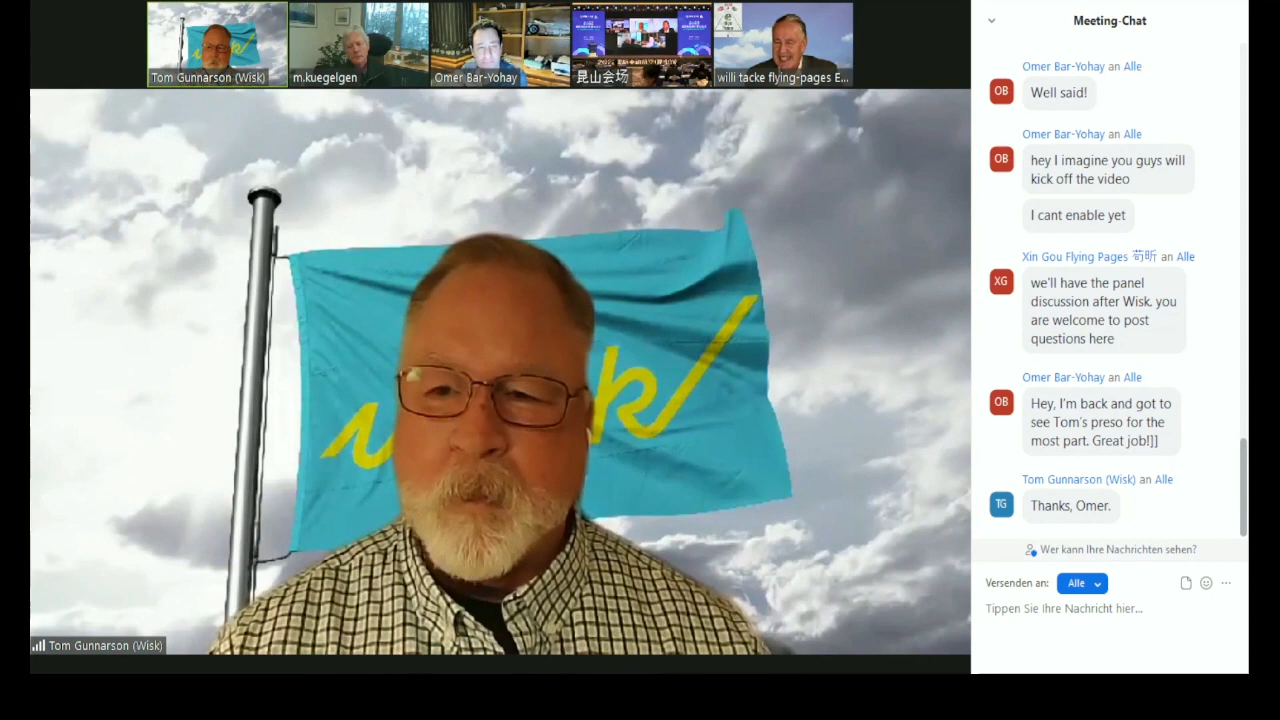 Tom Gunnarson (Wisk)
m.kuegelgen
Omer Bar-Yohay
昆山会场
willi tacke flying-pages E...
Tom Gunnarson (Wisk)
Meeting-Chat
Omer Bar-Yohay an Alle
OB
Well said!
Omer Bar-Yohay an Alle
OB
hey I imagine you guys will
kick off the video
I cant enable yet
Xin Gou Flying Pages 苟昕 an Alle
XG
we'll have the panel
discussion after Wisk. you
are welcome to post
questions here
Omer Bar-Yohay an Alle
OB
Hey, I'm back and got to
see Tom's preso for the
most part. Great job!]]
Tom Gunnarson (Wisk) an Alle
TG
Thanks, Omer.
Wer kann Ihre Nachrichten sehen?
Versenden an: Alle
Tippen Sie Ihre Nachricht hier...